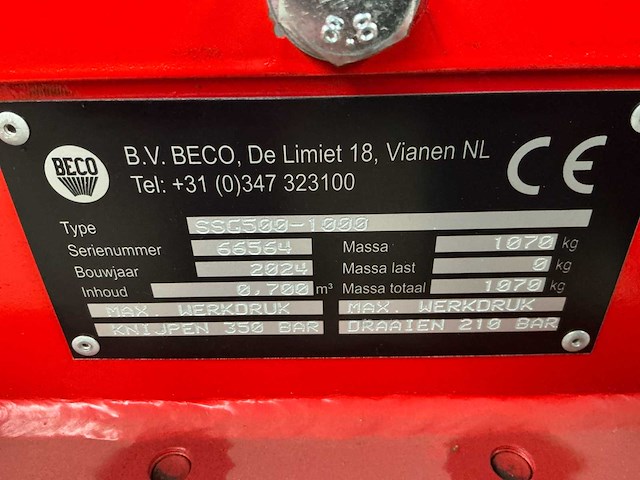 8.8
BECO
B.V. BECO, De Limiet 18, Vianen NL
Tel: +31 (0)347 323100
CE
Type SSG500-1000
Serienummer 66564 Massa 1070 kg
Bouwjaar 2024 Massa last 0 kg
Inhoud 0,700 m³ Massa totaal 1070 kg
MAX. WERKDRUK MAX. WERKDRUK
KNIJPEN 350 BAR DRAAIEN 210 BAR